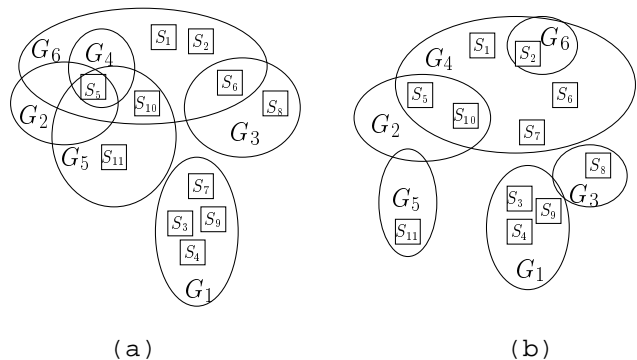 G₆ G₄ S₁ S₂
S₅ S₁₀ S₆ S₈
G₂ G₃
G₅ S₁₁
S₇
S₃ S₉
S₄
G₁
(a)
G₆
G₄ S₁ S₂
S₅ S₁₀ S₆
G₂ S₇
S₈
G₅ S₃ S₉ G₃
S₁₁ S₄
G₁
(b)